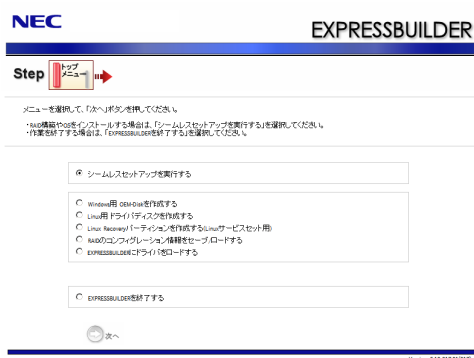 NEC
EXPRESSBUILDER
Step
トップ
メニュー
メニューを選択して、「次へ」ボタンを押してください。
・RAID構築やOSをインストールする場合は、「シームレスセットアップを実行する」を選択してください。
・作業を終了する場合は、「EXPRESSBUILDERを終了する」を選択してください。
シームレスセットアップを実行する
Windows用 OEM-Diskを作成する
Linux用 ドライバディスクを作成する
Linux Recoveryパーティションを作成する(Linuxサービスセット用)
RAIDのコンフィグレーション情報をセーブ/ロードする
EXPRESSBUILDERにドライバをロードする
EXPRESSBUILDERを終了する
次へ